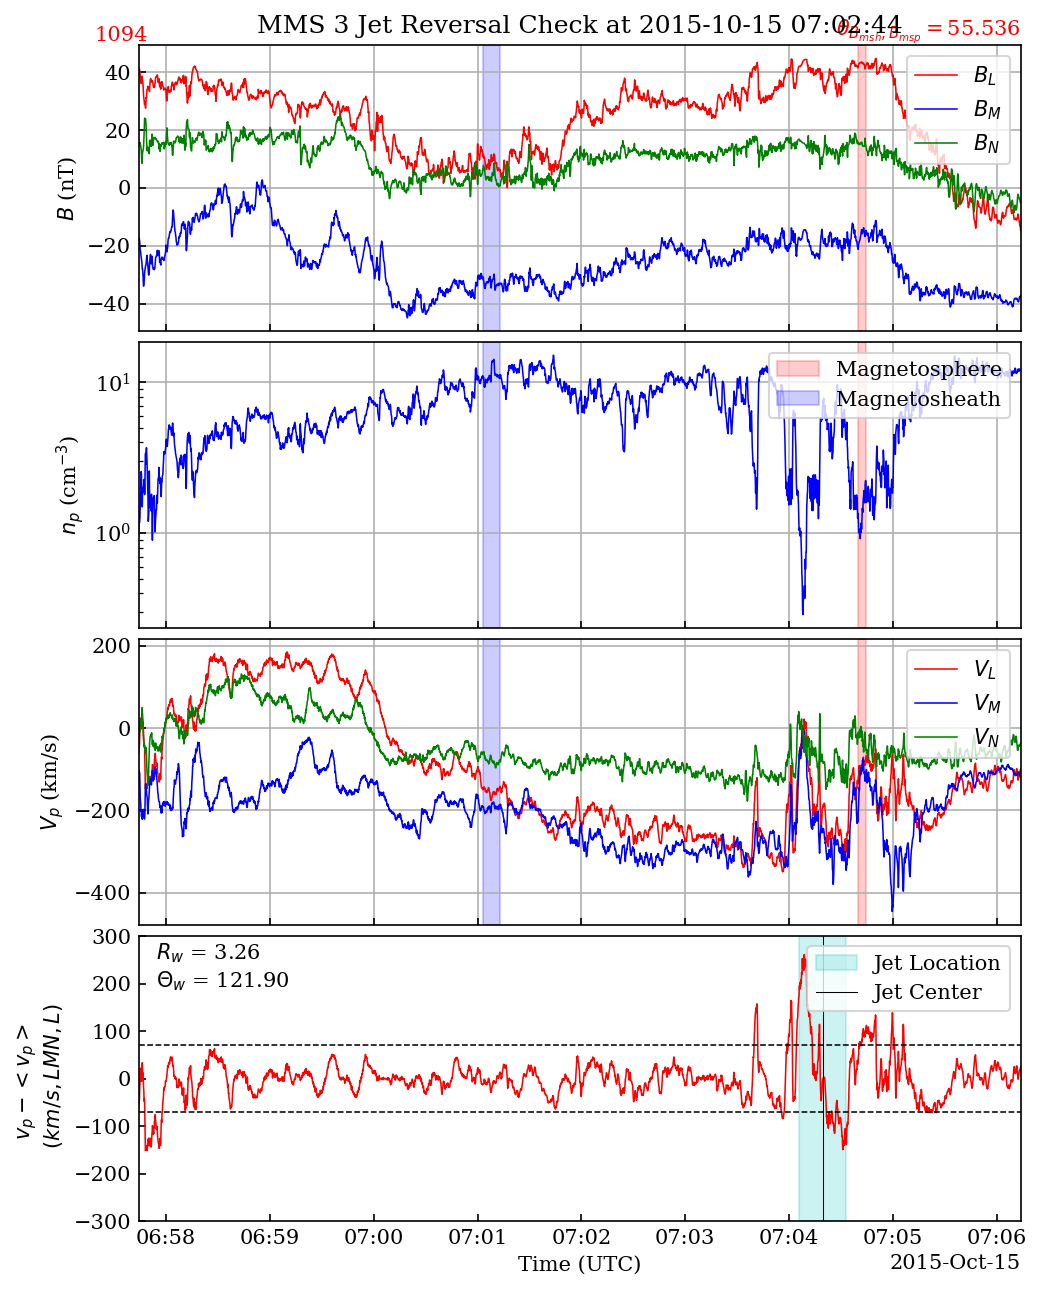 MMS 3 Jet Reversal Check at 2015-10-15 07:02:44
1094
θ_{B_{msh}, B_{msp}} = 55.536
B (nT)
40
20
0
−20
−40
B_L
B_M
B_N
n_p (cm^{−3})
10^1
10^0
Magnetosphere
Magnetosheath
V_p (km/s)
200
0
−200
−400
V_L
V_M
V_N
v_p − < v_p >
(km/s, LMN, L)
300
200
100
0
−100
−200
−300
R_w = 3.26
Θ_w = 121.90
Jet Location
Jet Center
06:58 06:59 07:00 07:01 07:02 07:03 07:04 07:05 07:06
Time (UTC)
2015-Oct-15